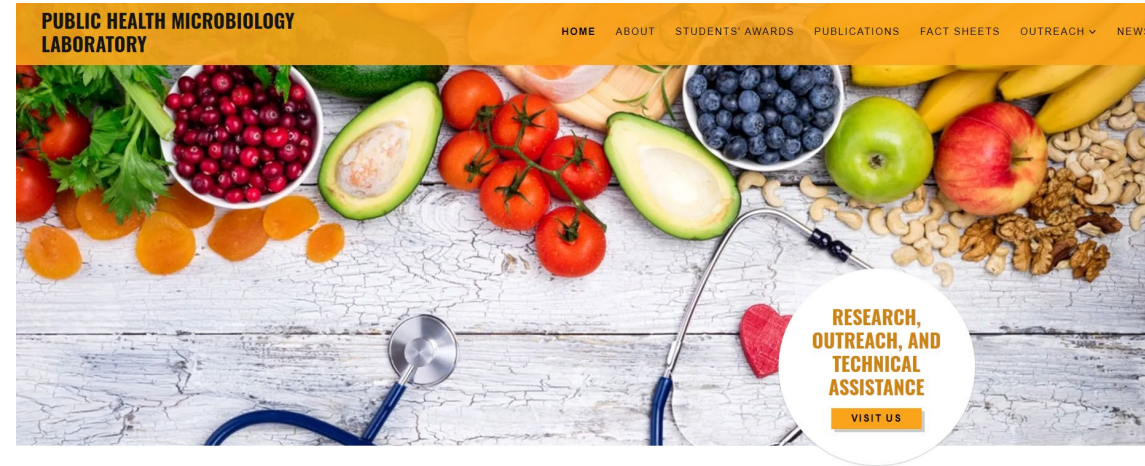 PUBLIC HEALTH MICROBIOLOGY
LABORATORY
HOME ABOUT STUDENTS' AWARDS PUBLICATIONS FACT SHEETS OUTREACH NEWS
RESEARCH,
OUTREACH, AND
TECHNICAL
ASSISTANCE
VISIT US